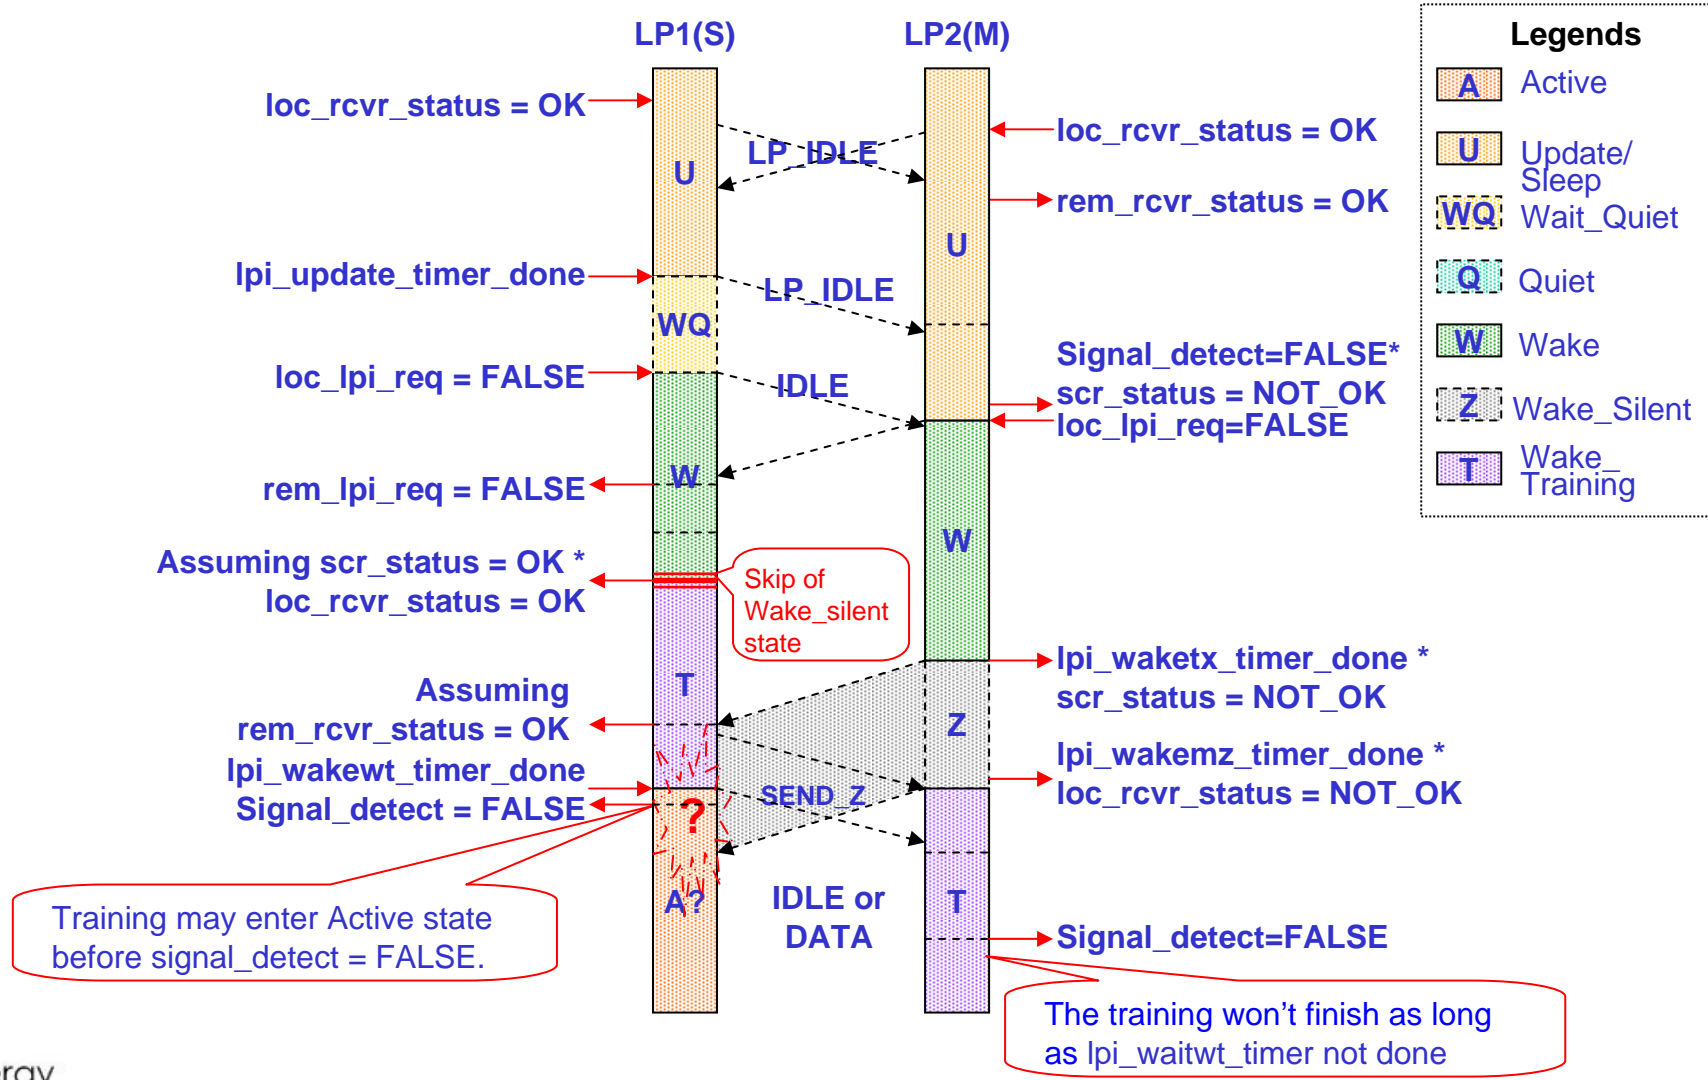 LP1(S)
LP2(M)
Legends
A Active
U Update/
Sleep
WQ Wait_Quiet
Q Quiet
W Wake
Z Wake_Silent
T Wake_
Training
loc_rcvr_status = OK
LP_IDLE
loc_rcvr_status = OK
U
rem_rcvr_status = OK
U
lpi_update_timer_done
LP_IDLE
WQ
Signal_detect=FALSE*
scr_status = NOT_OK
loc_lpi_req=FALSE
loc_lpi_req = FALSE
IDLE
W
rem_lpi_req = FALSE
W
Assuming scr_status = OK *
loc_rcvr_status = OK
Skip of
Wake_silent
state
lpi_waketx_timer_done *
scr_status = NOT_OK
T
Assuming
rem_rcvr_status = OK
Z
lpi_wakemz_timer_done *
loc_rcvr_status = NOT_OK
lpi_wakewt_timer_done
Signal_detect = FALSE
SEND_Z
?
A?
IDLE or
DATA
T
Signal_detect=FALSE
Training may enter Active state
before signal_detect = FALSE.
The training won't finish as long
as lpi_waitwt_timer not done